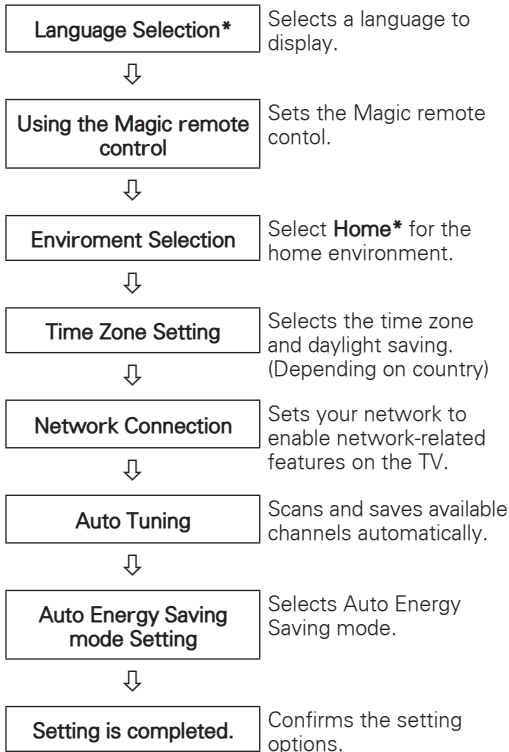 Language Selection*
Selects a language to
display.
Using the Magic remote
control
Sets the Magic remote
contol.
Enviroment Selection
Select Home* for the
home environment.
Time Zone Setting
Selects the time zone
and daylight saving.
(Depending on country)
Network Connection
Sets your network to
enable network-related
features on the TV.
Auto Tuning
Scans and saves available
channels automatically.
Auto Energy Saving
mode Setting
Selects Auto Energy
Saving mode.
Setting is completed.
Confirms the setting
options.